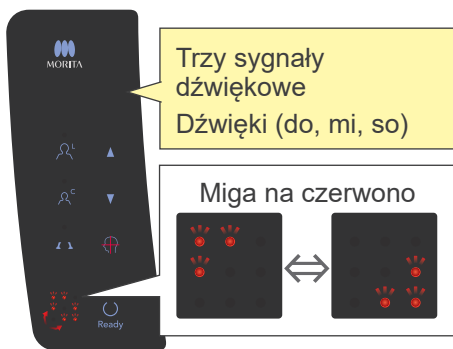 MORITA
Trzy sygnały
dźwiękowe
Dźwięki (do, mi, so)
L
C
Miga na czerwono
Ready